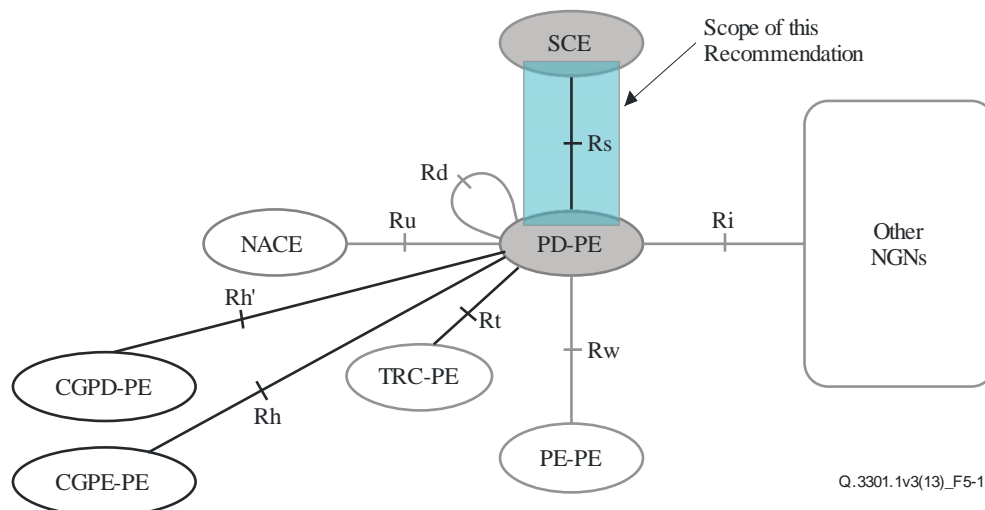 SCE
Scope of this
Recommendation
Rs
Rd
Ru
Ri
NACE
PD-PE
Other
NGNs
Rh'
Rt
Rw
CGPD-PE
TRC-PE
Rh
PE-PE
CGPE-PE
Q.3301.1v3(13)_F5-1